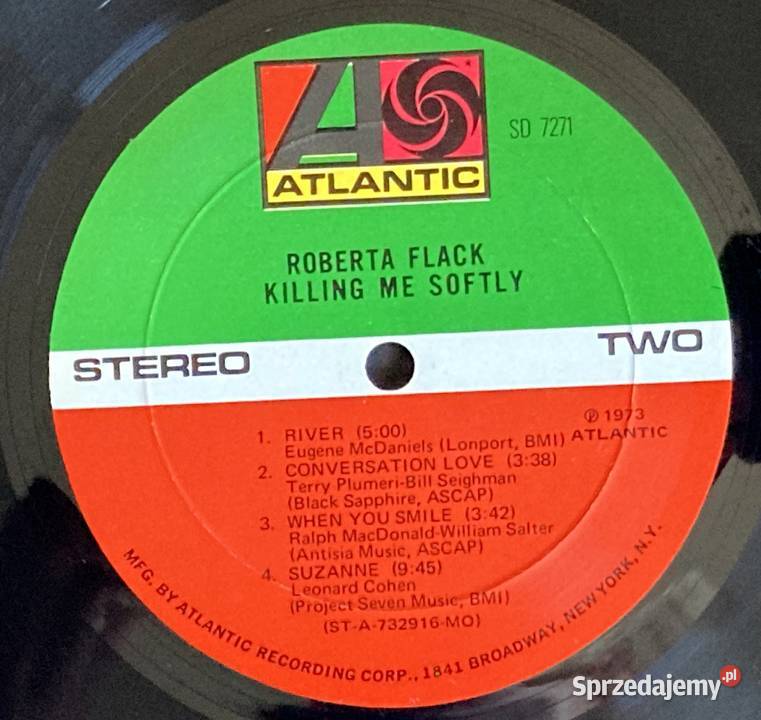 ATLANTIC
SD 7271
ROBERTA FLACK
KILLING ME SOFTLY
STEREO
TWO
℗ 1973
ATLANTIC
1. RIVER (5:00)
Eugene McDaniels (Lonport, BMI)
2. CONVERSATION LOVE (3:38)
Terry Plumeri-Bill Seighman
(Black Sapphire, ASCAP)
3. WHEN YOU SMILE (3:42)
Ralph MacDonald-William Salter
(Antisia Music, ASCAP)
4. SUZANNE (9:45)
Leonard Cohen
(Project Seven Music, BMI)
(ST-A-732916-MO)
MFG. BY ATLANTIC RECORDING CORP., 1841 BROADWAY, NEW YORK, N.Y.
Sprzedajemy.pl